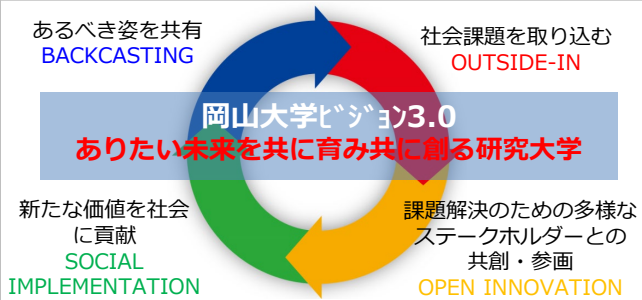 あるべき姿を共有
BACKCASTING
社会課題を取り込む
OUTSIDE-IN
岡山大学ﾋﾞｼﾞｮﾝ3.0
ありたい未来を共に育み共に創る研究大学
新たな価値を社会
に貢献
SOCIAL
IMPLEMENTATION
課題解決のための多様な
ステークホルダーとの
共創・参画
OPEN INNOVATION